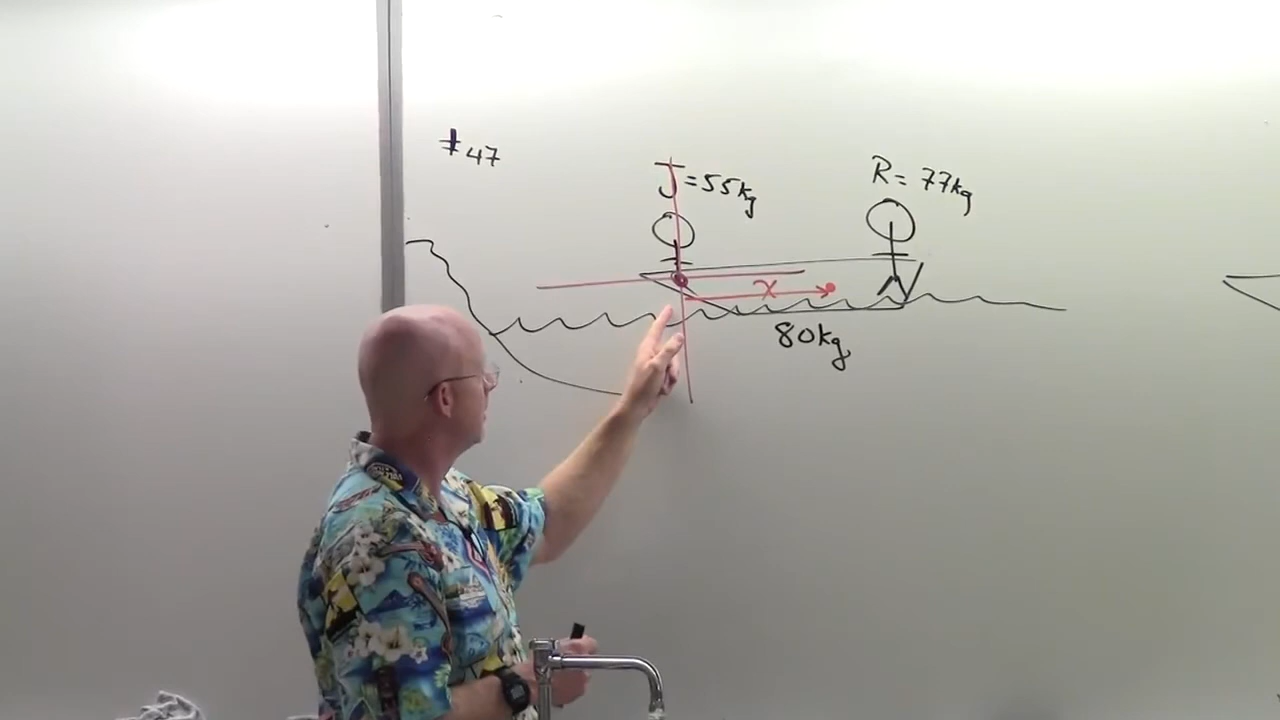 #47
J = 55kg
R = 77kg
x
80kg